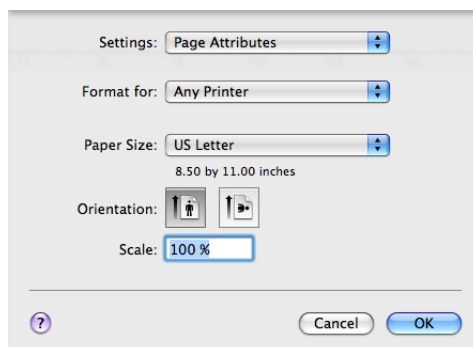 Settings: Page Attributes
Format for: Any Printer
Paper Size: US Letter
8.50 by 11.00 inches
Orientation:
Scale: 100 %
? Cancel OK